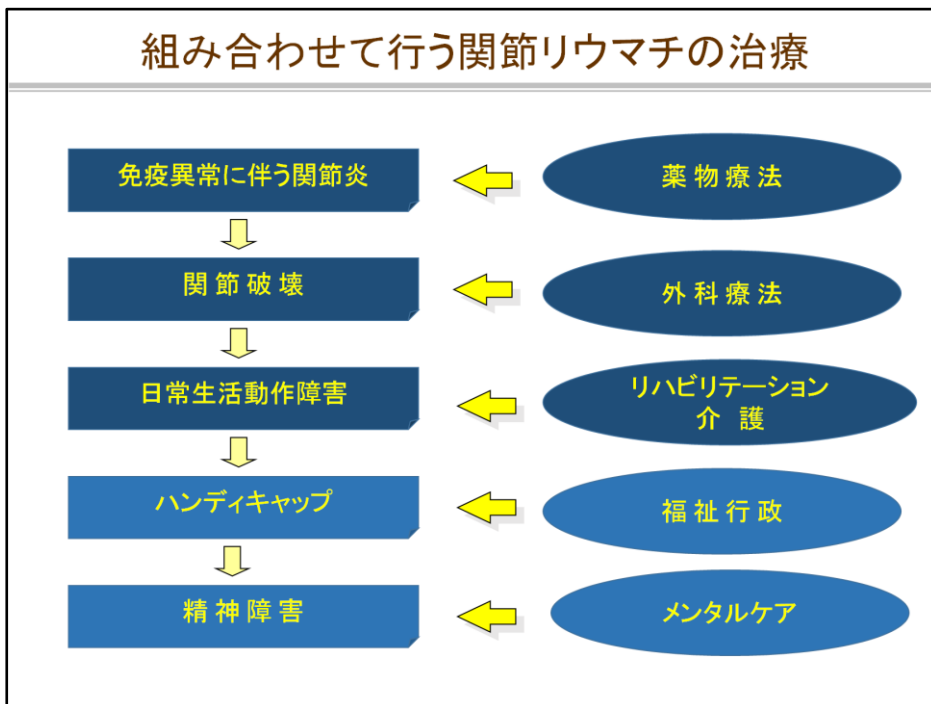 組み合わせて行う関節リウマチの治療
免疫異常に伴う関節炎
薬物療法
関節破壊
外科療法
日常生活動作障害
リハビリテーション
介 護
ハンディキャップ
福祉行政
精神障害
メンタルケア